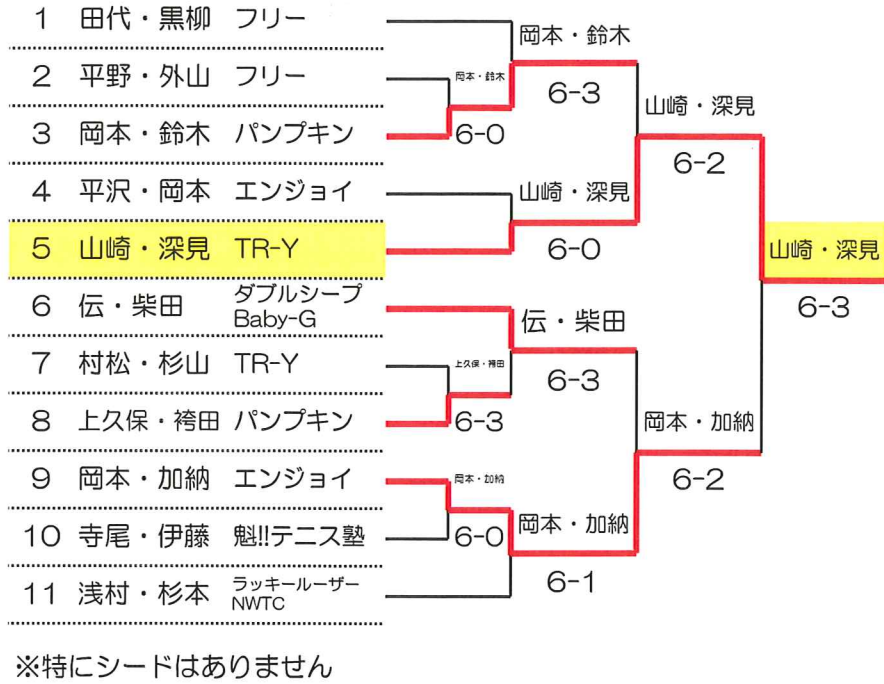 1 田代・黒柳 フリー
岡本・鈴木
2 平野・外山 フリー
岡本・鈴木
6-3
山崎・深見
3 岡本・鈴木 パンプキン
6-0
6-2
4 平沢・岡本 エンジョイ
山崎・深見
5 山崎・深見 TR-Y
6-0
山崎・深見
6 伝・柴田 ダブルシープ
Baby-G
伝・柴田
6-3
7 村松・杉山 TR-Y
上久保・袴田
6-3
8 上久保・袴田 パンプキン
6-3
岡本・加納
9 岡本・加納 エンジョイ
岡本・加納
6-2
10 寺尾・伊藤 魁!!テニス塾
6-0
岡本・加納
11 浅村・杉本 ラッキールーザー
NWTC
6-1
※特にシードはありません